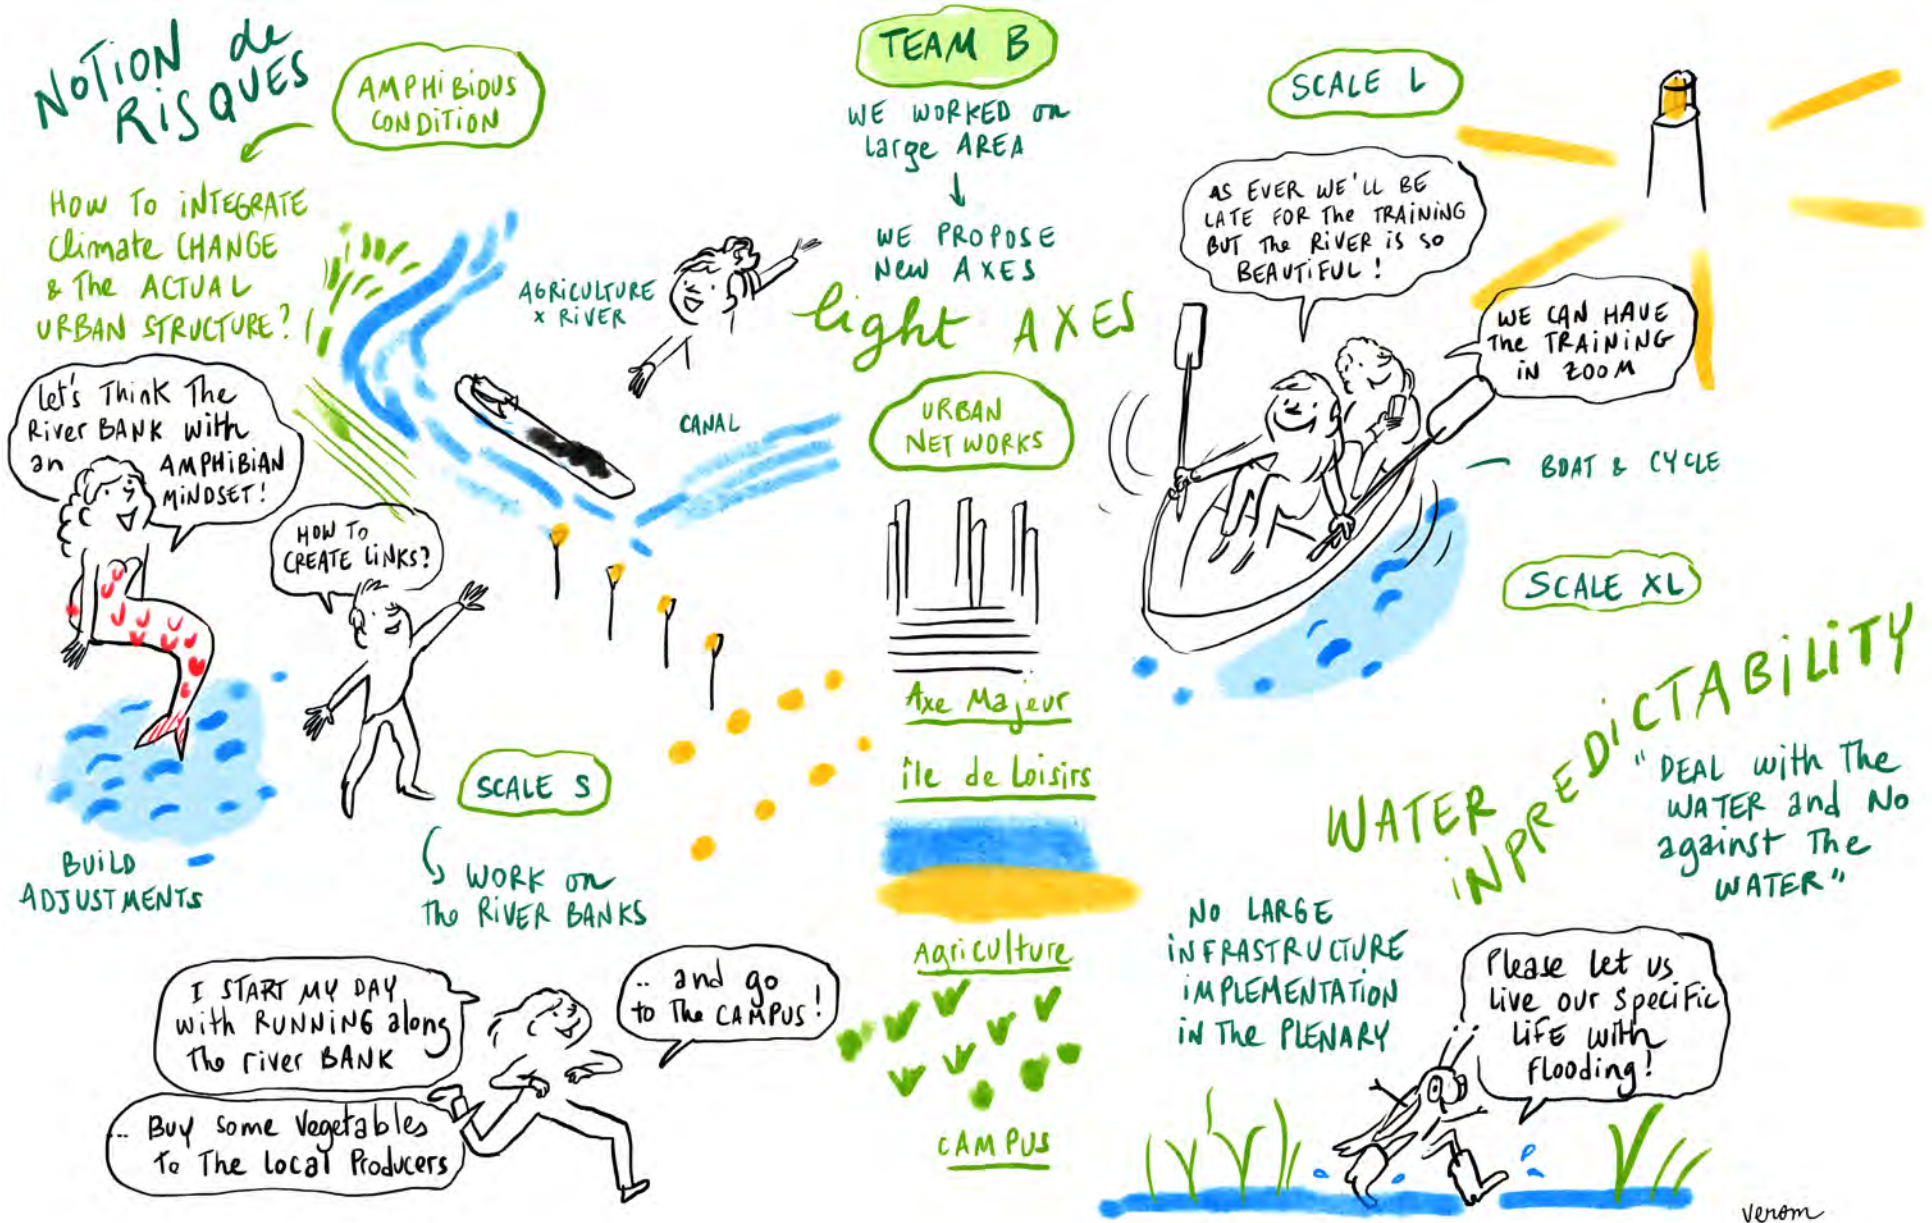 NOTION de
RISQUES
AMPHIBIOUS
CONDITION
HOW TO INTEGRATE
Climate CHANGE
& The ACTUAL
URBAN STRUCTURE?
Let's Think The
River BANK with
an AMPHIBIAN
MINDSET!
HOW TO
CREATE LINKS?
BUILD
ADJUSTMENTS
AGRICULTURE
x RIVER
CANAL
SCALE S
WORK on
The RIVER BANKS
I START MY DAY
with RUNNING along
The river BANK
.. Buy some Vegetables
To The Local Producers
.. and go
to The CAMPUS!
TEAM B
WE WORKED on
large AREA
WE PROPOSE
New AXES
light AXES
URBAN
NETWORKS
Axe Majeur
île de Loisirs
Agriculture
CAMPUS
SCALE L
AS EVER WE'LL BE
LATE FOR The TRAINING
BUT The RIVER IS SO
BEAUTIFUL!
WE CAN HAVE
The TRAINING
IN ZOOM
BOAT & CYCLE
SCALE XL
WATER
INPREDICTABILITY
"DEAL with The
WATER and No
against The
WATER"
NO LARGE
INFRASTRUCTURE
IMPLEMENTATION
IN The PLENARY
Please let us
live our specific
LIFE with
flooding!
verom